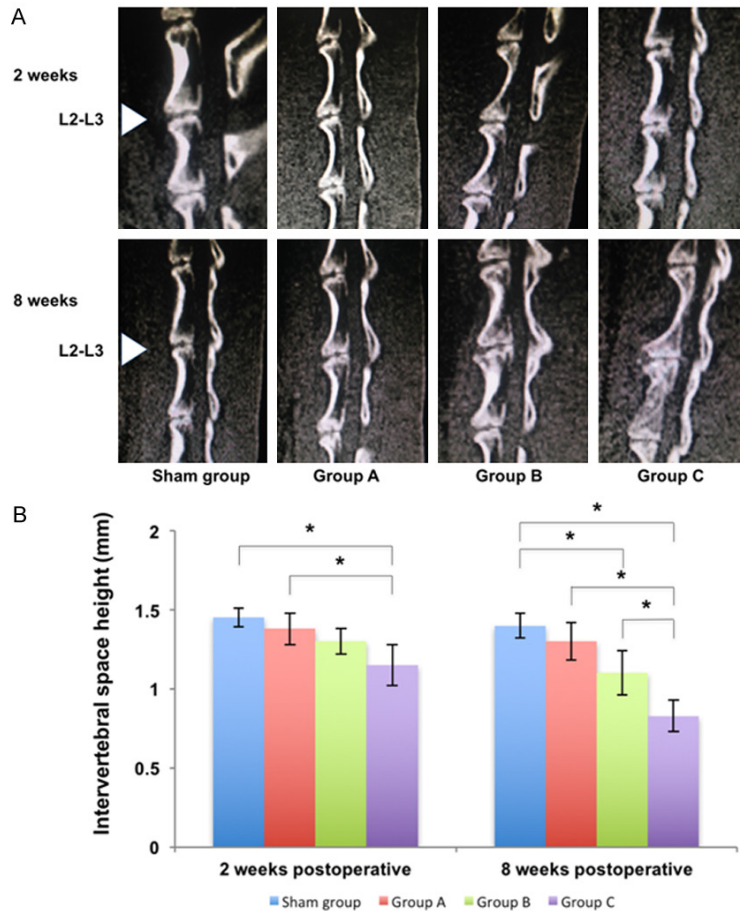 A
2 weeks
L2-L3
8 weeks
L2-L3
Sham group Group A Group B Group C
B
Intervertebral space height (mm)
2
1.5
1
0.5
0
* * * * * *
2 weeks postoperative 8 weeks postoperative
Sham group Group A Group B Group C